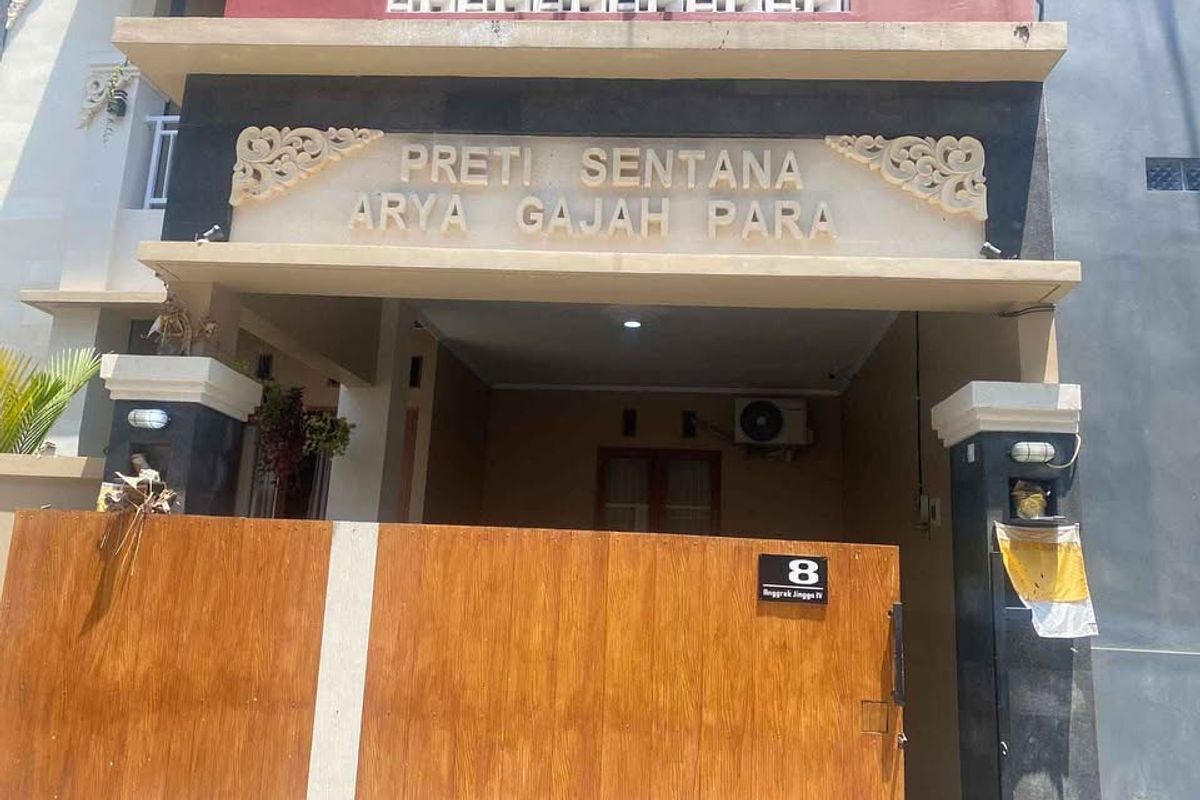 PRETI SENTANA
ARYA GAJAH PARA
8
Anggrek Jingga IV